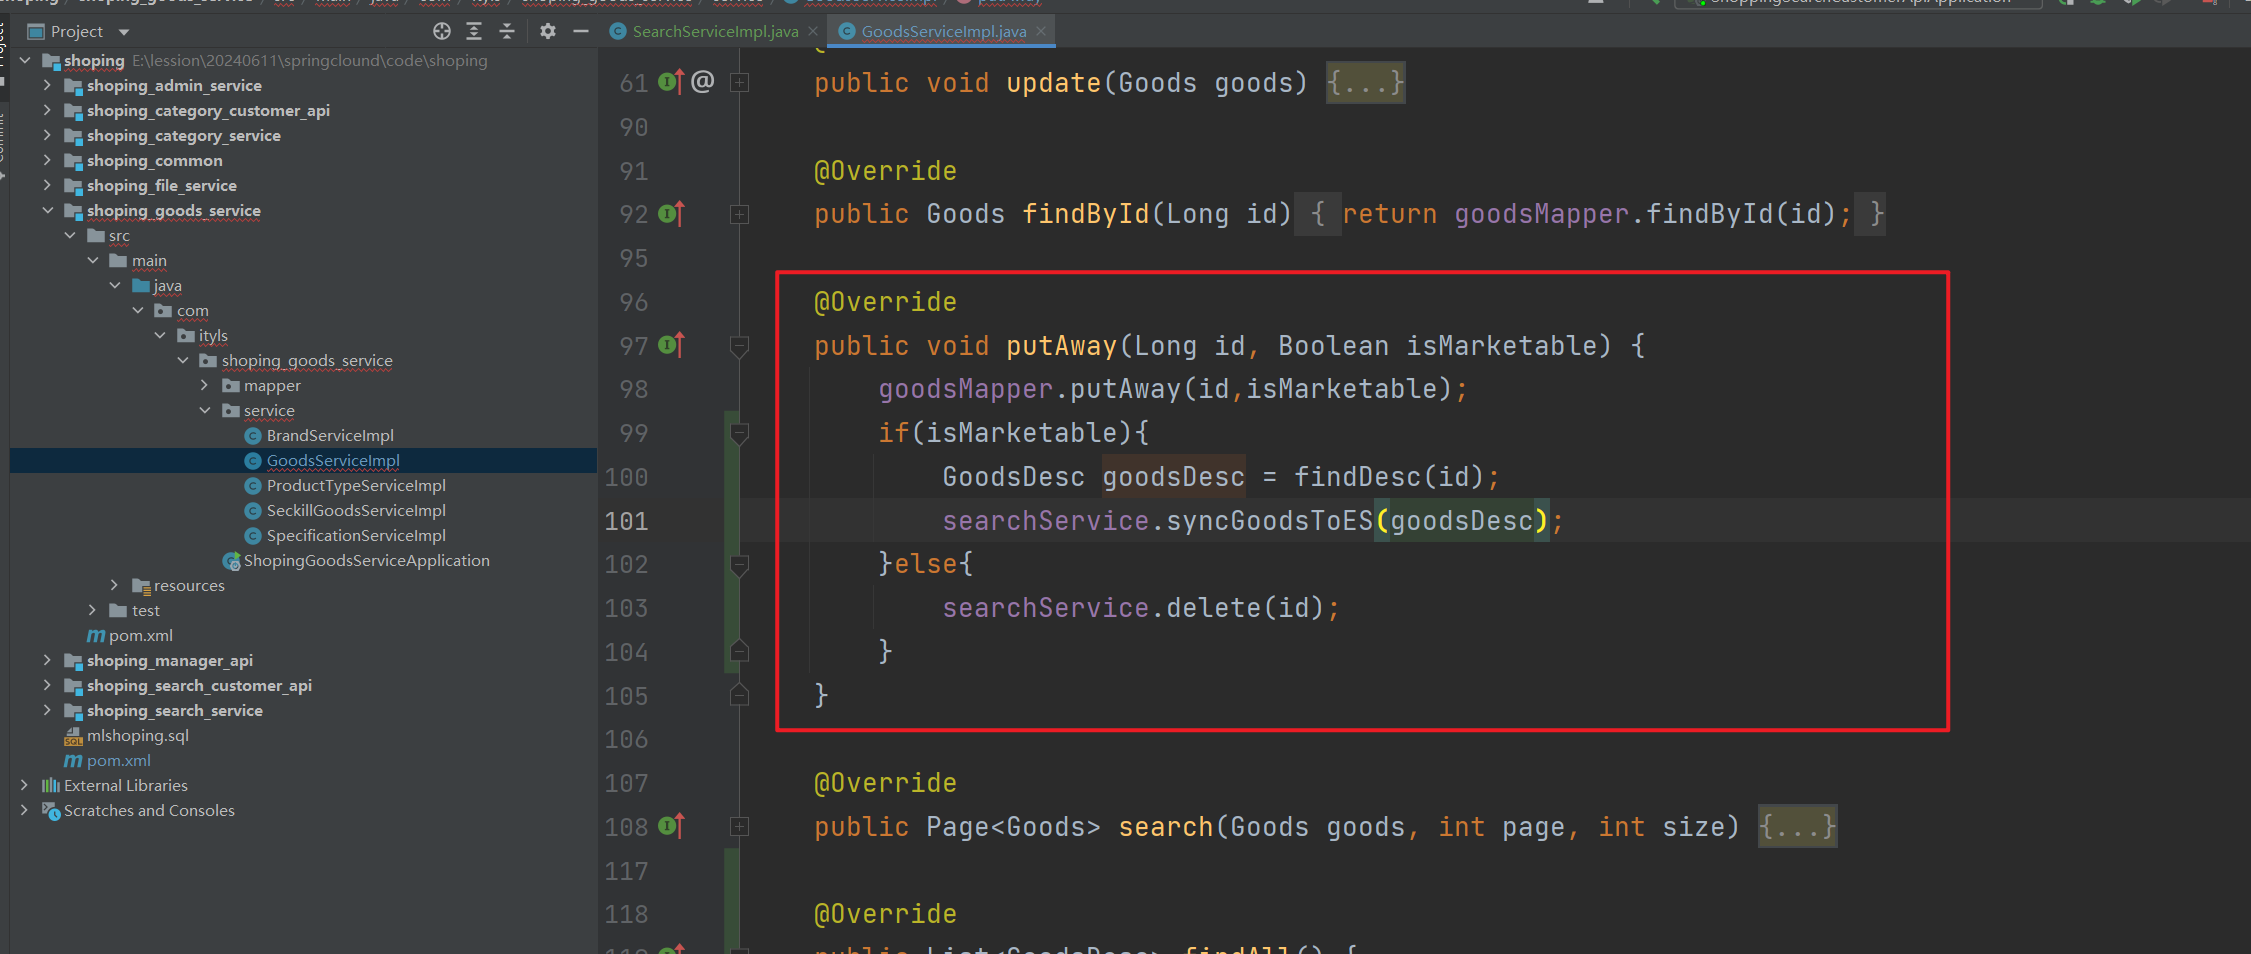 Project
SearchServiceImpl.java
GoodsServiceImpl.java
shoping E:\lession\20240611\springclound\code\shoping
shoping_admin_service
shoping_category_customer_api
shoping_category_service
shoping_common
shoping_file_service
shoping_goods_service
src
main
java
com
ityls
shoping_goods_service
mapper
service
BrandServiceImpl
GoodsServiceImpl
ProductTypeServiceImpl
SeckillGoodsServiceImpl
SpecificationServiceImpl
ShopingGoodsServiceApplication
resources
test
pom.xml
shoping_manager_api
shoping_search_customer_api
shoping_search_service
mlshoping.sql
pom.xml
External Libraries
Scratches and Consoles
61 @ public void update(Goods goods) {...}
90
91 @Override
92 public Goods findById(Long id) { return goodsMapper.findById(id); }
95
96 @Override
97 public void putAway(Long id, Boolean isMarketable) {
98 goodsMapper.putAway(id,isMarketable);
99 if(isMarketable){
100 GoodsDesc goodsDesc = findDesc(id);
101 searchService.syncGoodsToES(goodsDesc);
102 }else{
103 searchService.delete(id);
104 }
105 }
106
107 @Override
108 public Page<Goods> search(Goods goods, int page, int size) {...}
117
118 @Override
public List<GoodsDesc> findAll() {